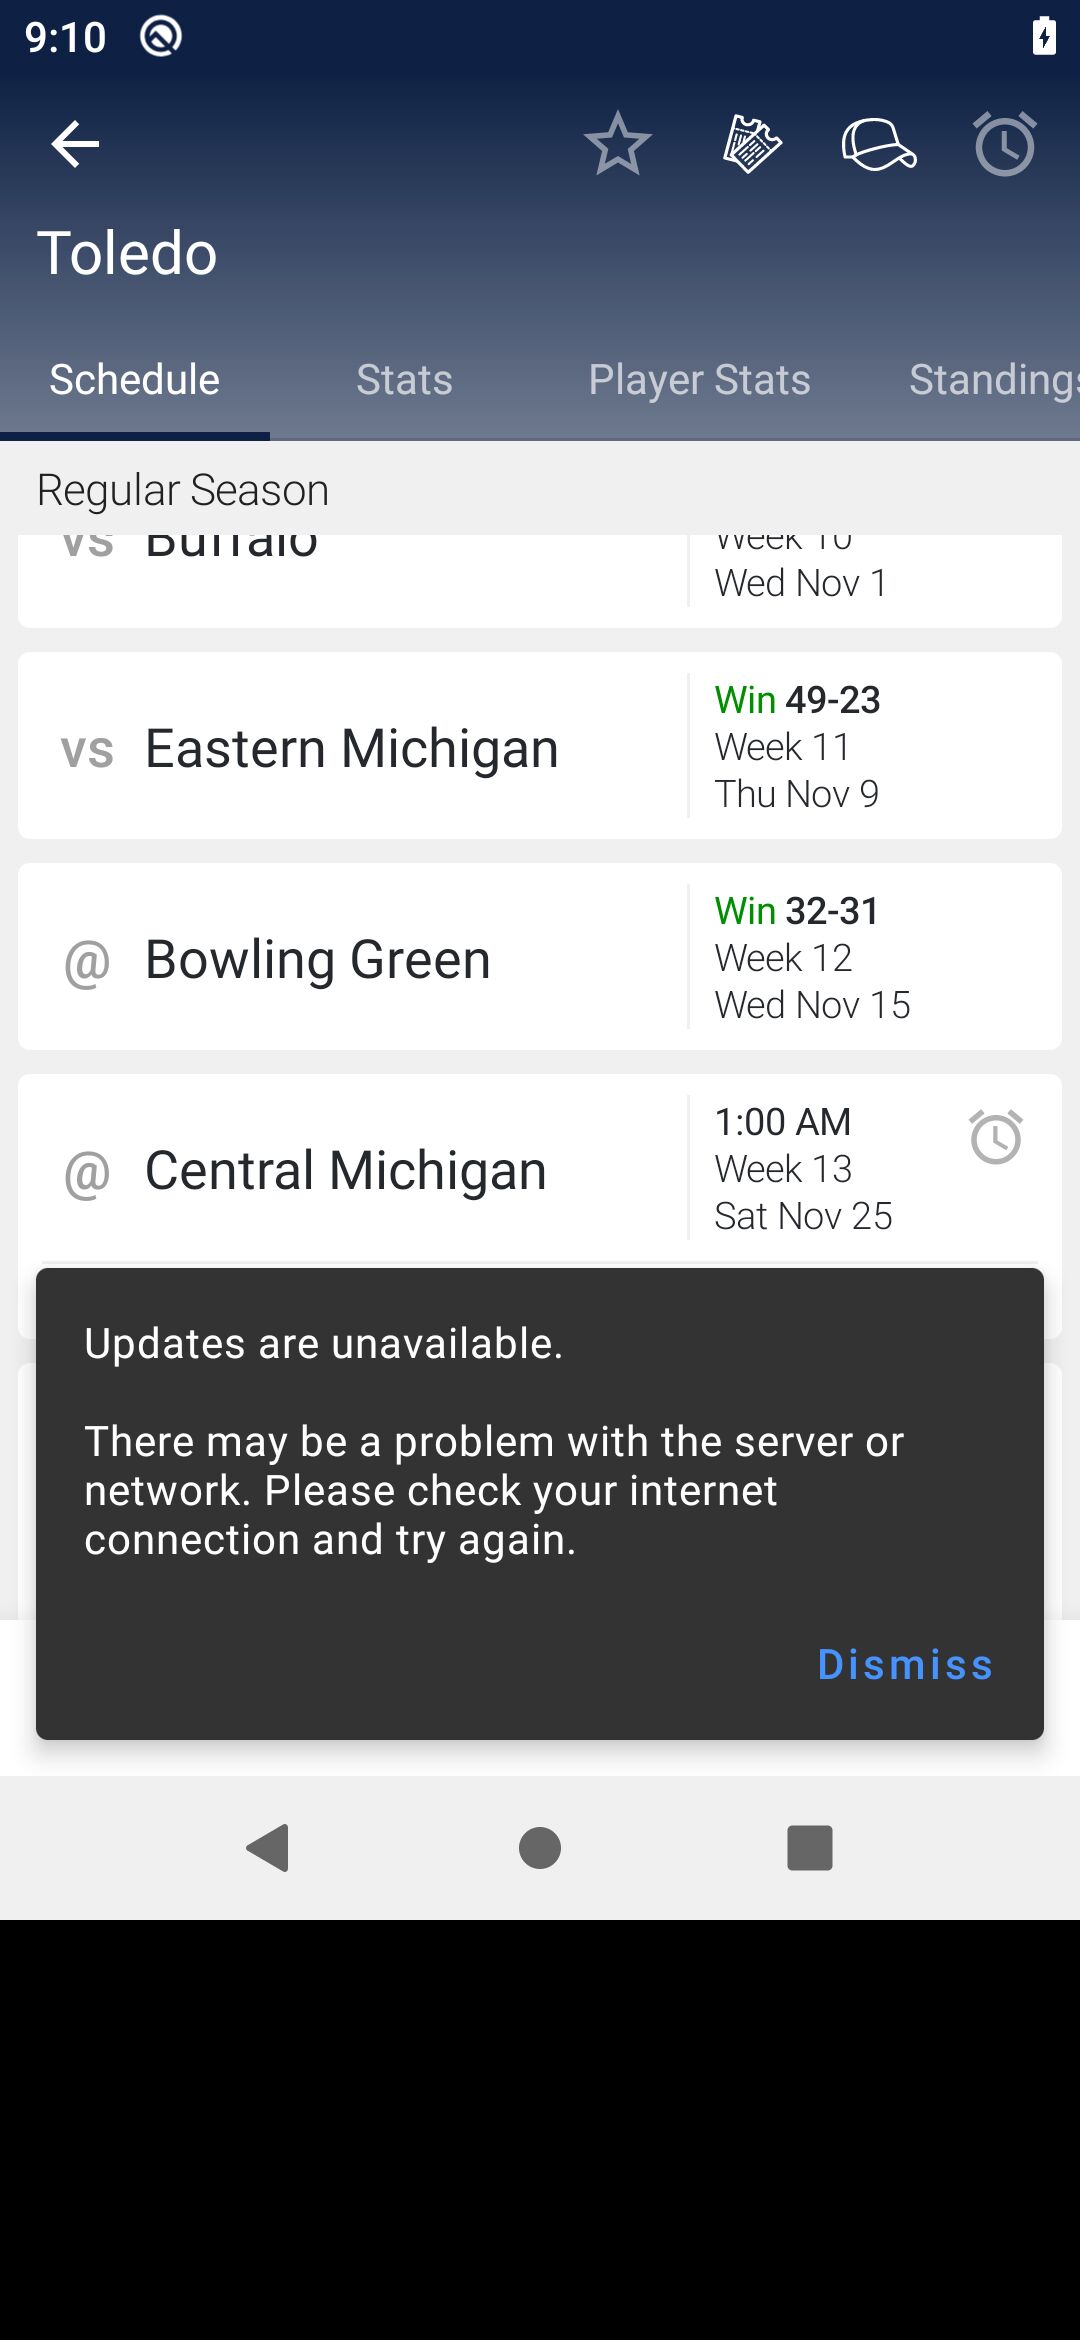 9:10
Toledo
Schedule Stats Player Stats Standings
Regular Season
vs Buffalo
Week 10
Wed Nov 1
Win 49-23
vs Eastern Michigan
Week 11
Thu Nov 9
Win 32-31
@ Bowling Green
Week 12
Wed Nov 15
1:00 AM
@ Central Michigan
Week 13
Sat Nov 25
Updates are unavailable.
There may be a problem with the server or
network. Please check your internet
connection and try again.
Dismiss